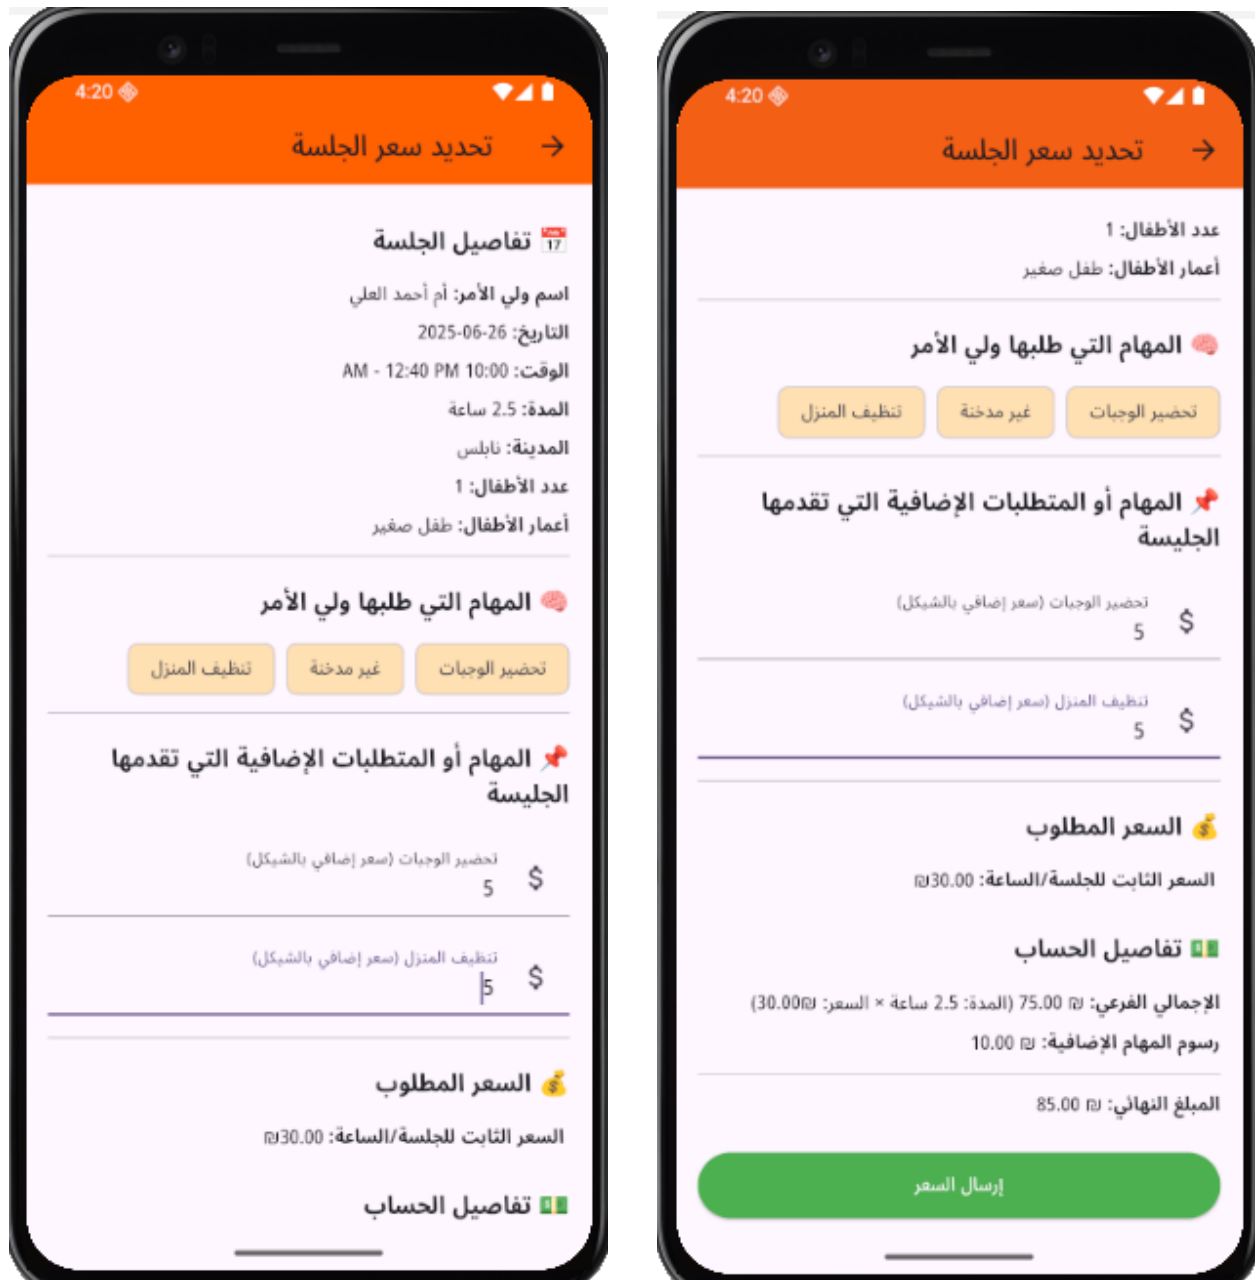 4:20
تحديد سعر الجلسة
تفاصيل الجلسة
اسم ولي الأمر: أم أحمد العلي
التاريخ: 26-06-2025
الوقت: 10:00 AM - 12:40 PM
المدة: 2.5 ساعة
المدينة: نابلس
عدد الأطفال: 1
أعمار الأطفال: طفل صغير
المهام التي طلبها ولي الأمر
تحضير الوجبات
غير مدخنة
تنظيف المنزل
المهام أو المتطلبات الإضافية التي تقدمها
الجليسة
تحضير الوجبات (سعر إضافي بالشيكل)
5
تنظيف المنزل (سعر إضافي بالشيكل)
5
السعر المطلوب
السعر الثابت للجلسة/الساعة: 30.00₪
تفاصيل الحساب
4:20
تحديد سعر الجلسة
عدد الأطفال: 1
أعمار الأطفال: طفل صغير
المهام التي طلبها ولي الأمر
تحضير الوجبات
غير مدخنة
تنظيف المنزل
المهام أو المتطلبات الإضافية التي تقدمها
الجليسة
تحضير الوجبات (سعر إضافي بالشيكل)
5
تنظيف المنزل (سعر إضافي بالشيكل)
5
السعر المطلوب
السعر الثابت للجلسة/الساعة: 30.00₪
تفاصيل الحساب
الإجمالي الفرعي: ₪ 75.00 (المدة: 2.5 ساعة × السعر: ₪30.00)
رسوم المهام الإضافية: ₪ 10.00
المبلغ النهائي: ₪ 85.00
إرسال السعر